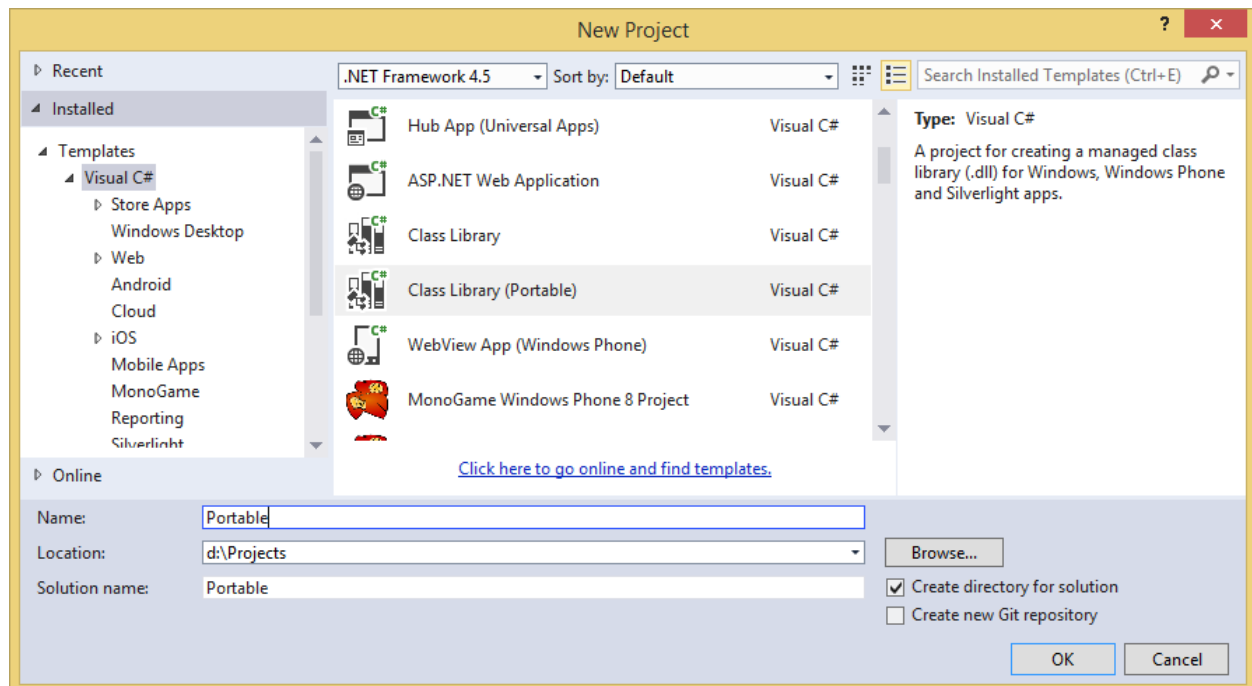 New Project
?
Recent
.NET Framework 4.5
Sort by:
Default
Search Installed Templates (Ctrl+E)
Installed
Templates
Visual C#
Store Apps
Windows Desktop
Web
Android
Cloud
iOS
Mobile Apps
MonoGame
Reporting
Silverlight
Online
C# Hub App (Universal Apps) Visual C#
C# ASP.NET Web Application Visual C#
C# Class Library Visual C#
C# Class Library (Portable) Visual C#
C# WebView App (Windows Phone) Visual C#
MonoGame Windows Phone 8 Project Visual C#
Click here to go online and find templates.
Type: Visual C#
A project for creating a managed class
library (.dll) for Windows, Windows Phone
and Silverlight apps.
Name: Portable
Location: d:\Projects
Browse...
Solution name: Portable
Create directory for solution
Create new Git repository
OK
Cancel